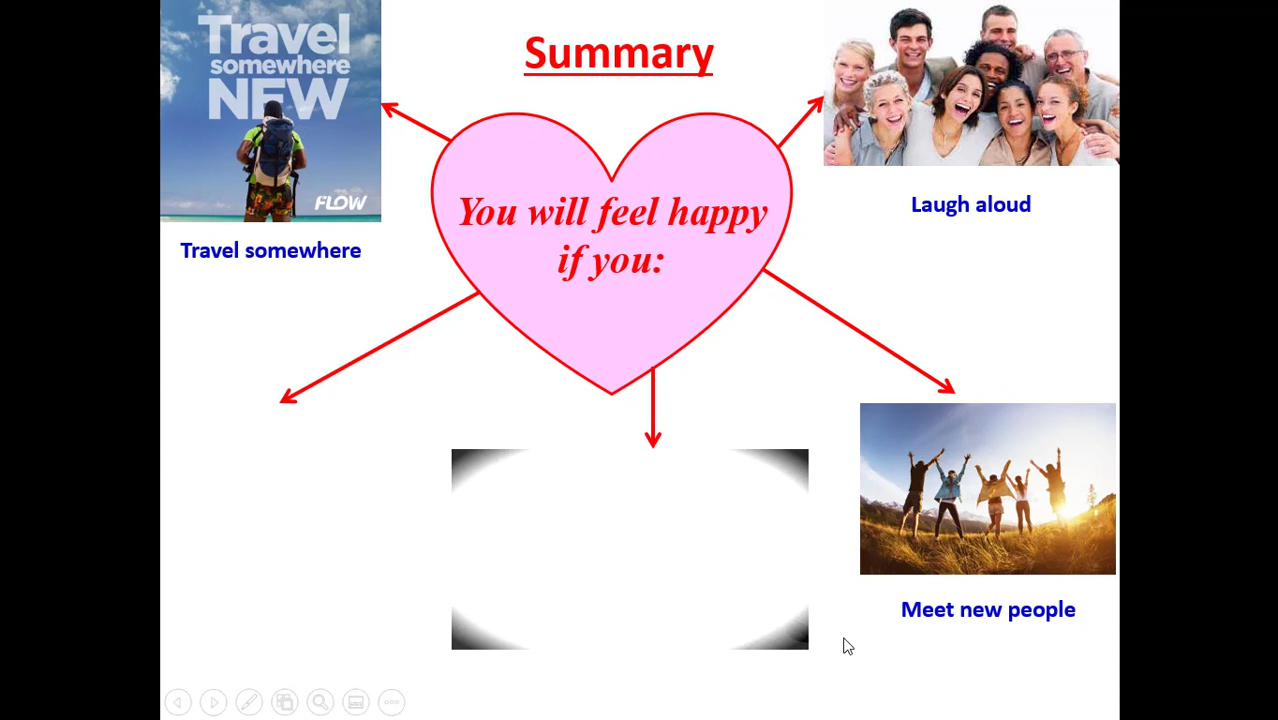 Summary
Travel
somewhere
NEW
FLOW
Travel somewhere
You will feel happy
if you:
Laugh aloud
Meet new people